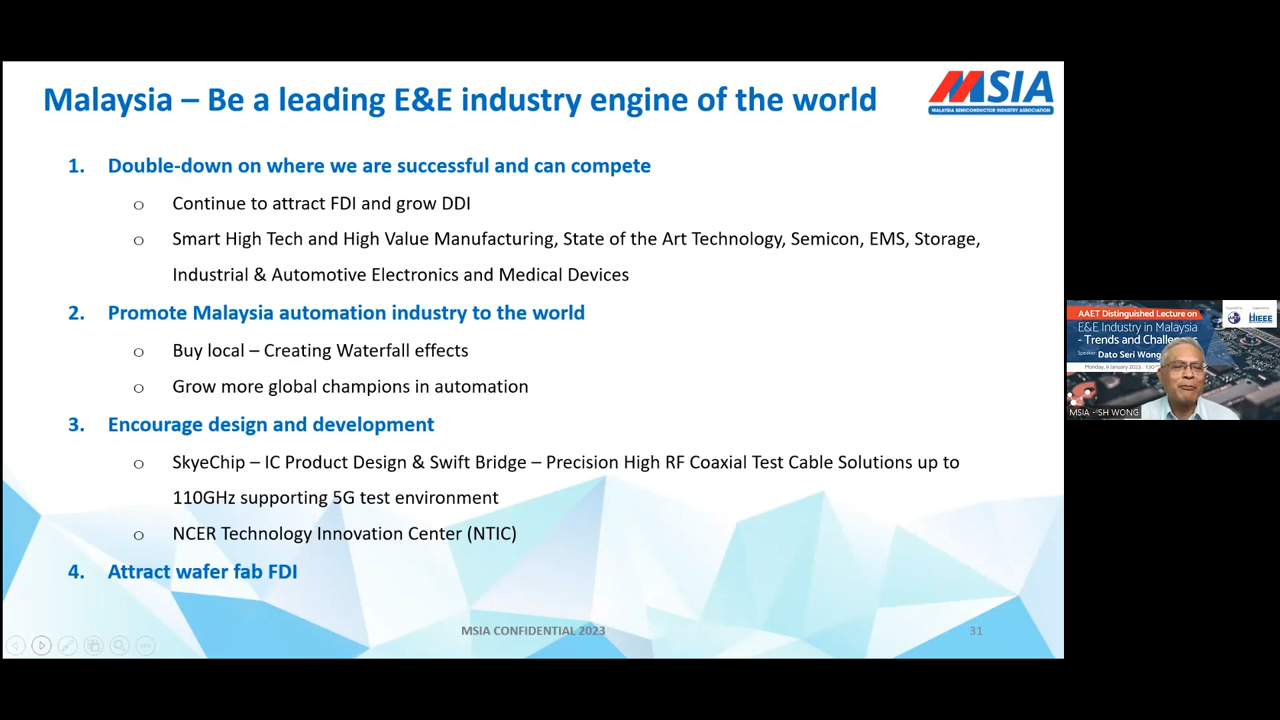 Malaysia – Be a leading E&E industry engine of the world
MSIA
MALAYSIA SEMICONDUCTOR INDUSTRY ASSOCIATION
1. Double-down on where we are successful and can compete
o Continue to attract FDI and grow DDI
o Smart High Tech and High Value Manufacturing, State of the Art Technology, Semicon, EMS, Storage,
Industrial & Automotive Electronics and Medical Devices
2. Promote Malaysia automation industry to the world
o Buy local – Creating Waterfall effects
o Grow more global champions in automation
3. Encourage design and development
o SkyeChip – IC Product Design & Swift Bridge – Precision High RF Coaxial Test Cable Solutions up to
110GHz supporting 5G test environment
o NCER Technology Innovation Center (NTIC)
4. Attract wafer fab FDI
MSIA CONFIDENTIAL 2023
31
AAET Distinguished Lecture on
E&E Industry in Malaysia
- Trends and Challenges
Speaker: Dato Seri Wong
Monday, 9 January 2023
MSIA - SH WONG